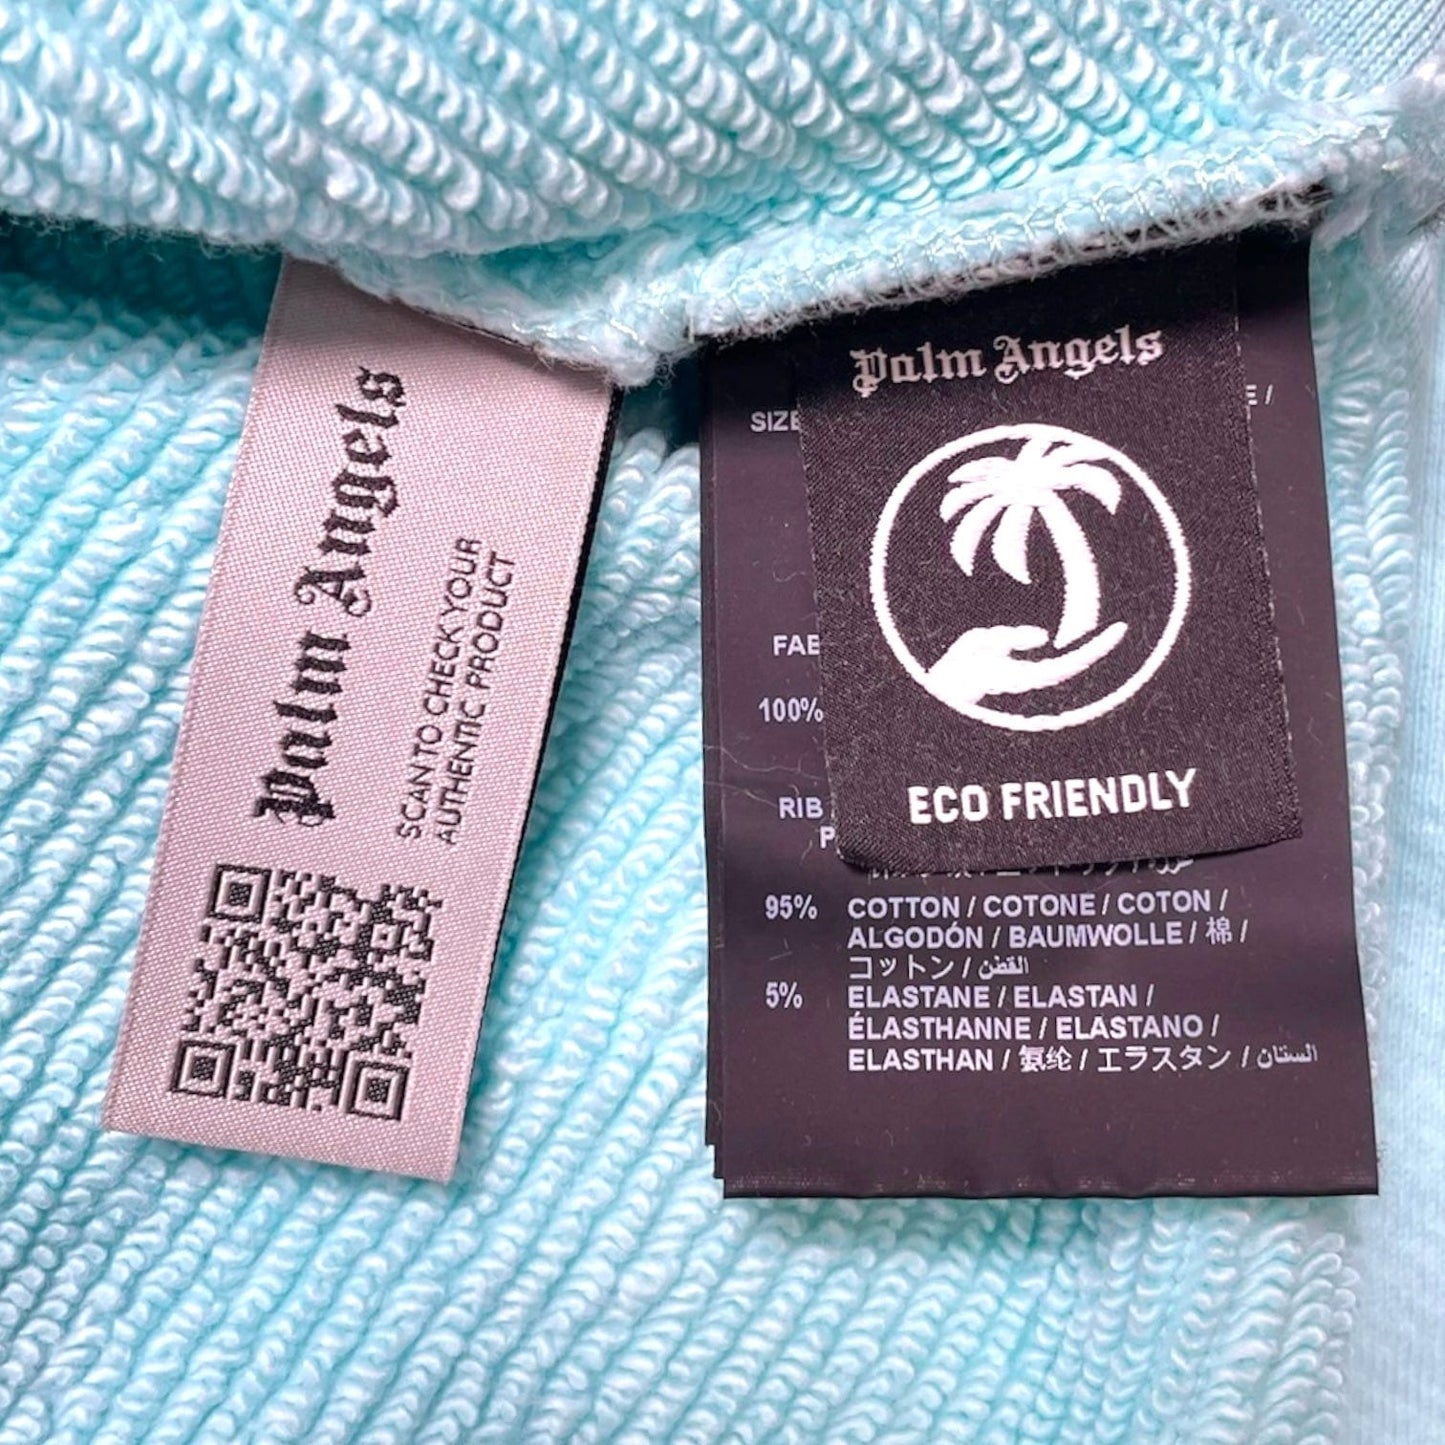 Palm Angels
SCAN TO CHECK YOUR
AUTHENTIC PRODUCT
Palm Angels
ECO FRIENDLY
SIZE
E /
FAB
100%
RIB
P
95% COTTON / COTONE / COTON /
ALGODÓN / BAUMWOLLE / 棉 /
コットン / القطن
5% ELASTANE / ELASTAN /
ÉLASTHANNE / ELASTANO /
ELASTHAN / 氨纶 / エラスタン / الستان